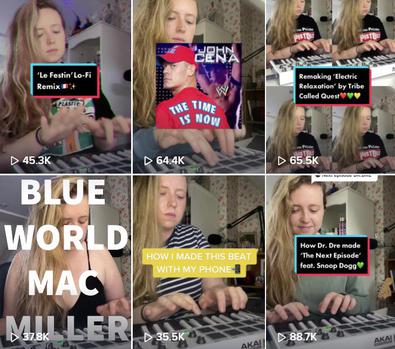 'Le Festin' Lo-Fi
Remix🇫🇷✨
PLASTIC
▷ 45.3K
JOHN
CENA
THE TIME
IS NOW
▷ 64.4K
Remaking 'Electric
Relaxation' by Tribe
Called Quest❤️💚💛
▷ 65.5K
BLUE
WORLD
MAC
MILLER
▷ 37.8K
HOW I MADE THIS BEAT
WITH MY PHONE📱
▷ 35.5K
How Dr. Dre made
'The Next Episode'
feat. Snoop Dogg💚
AKAI
▷ 88.7K